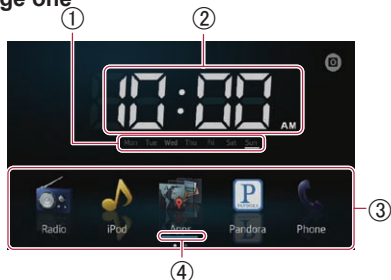 ge one
① ②
10:00 AM
Mon Tue Wed Thu Fri Sat Sun
③
P
PANDORA
Radio iPod Apps Pandora Phone
④